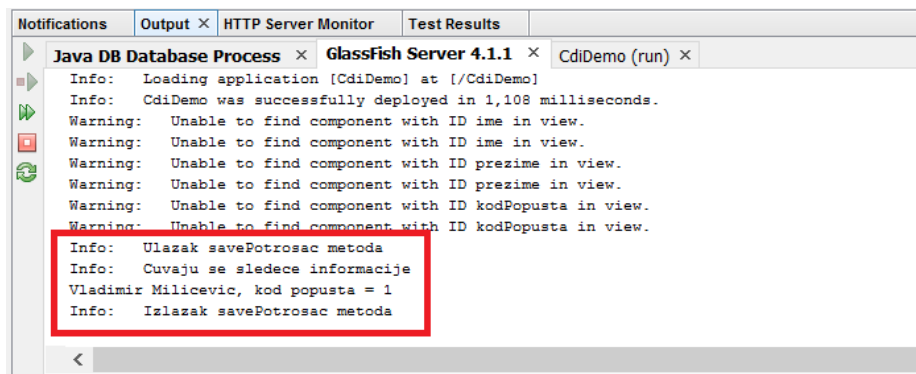 Notifications Output × HTTP Server Monitor Test Results
Java DB Database Process × GlassFish Server 4.1.1 × CdiDemo (run) ×
Info: Loading application [CdiDemo] at [/CdiDemo]
Info: CdiDemo was successfully deployed in 1,108 milliseconds.
Warning: Unable to find component with ID ime in view.
Warning: Unable to find component with ID ime in view.
Warning: Unable to find component with ID prezime in view.
Warning: Unable to find component with ID prezime in view.
Warning: Unable to find component with ID kodPopusta in view.
Warning: Unable to find component with ID kodPopusta in view.
Info: Ulazak savePotrosac metoda
Info: Cuvaju se sledece informacije
Vladimir Milicevic, kod popusta = 1
Info: Izlazak savePotrosac metoda